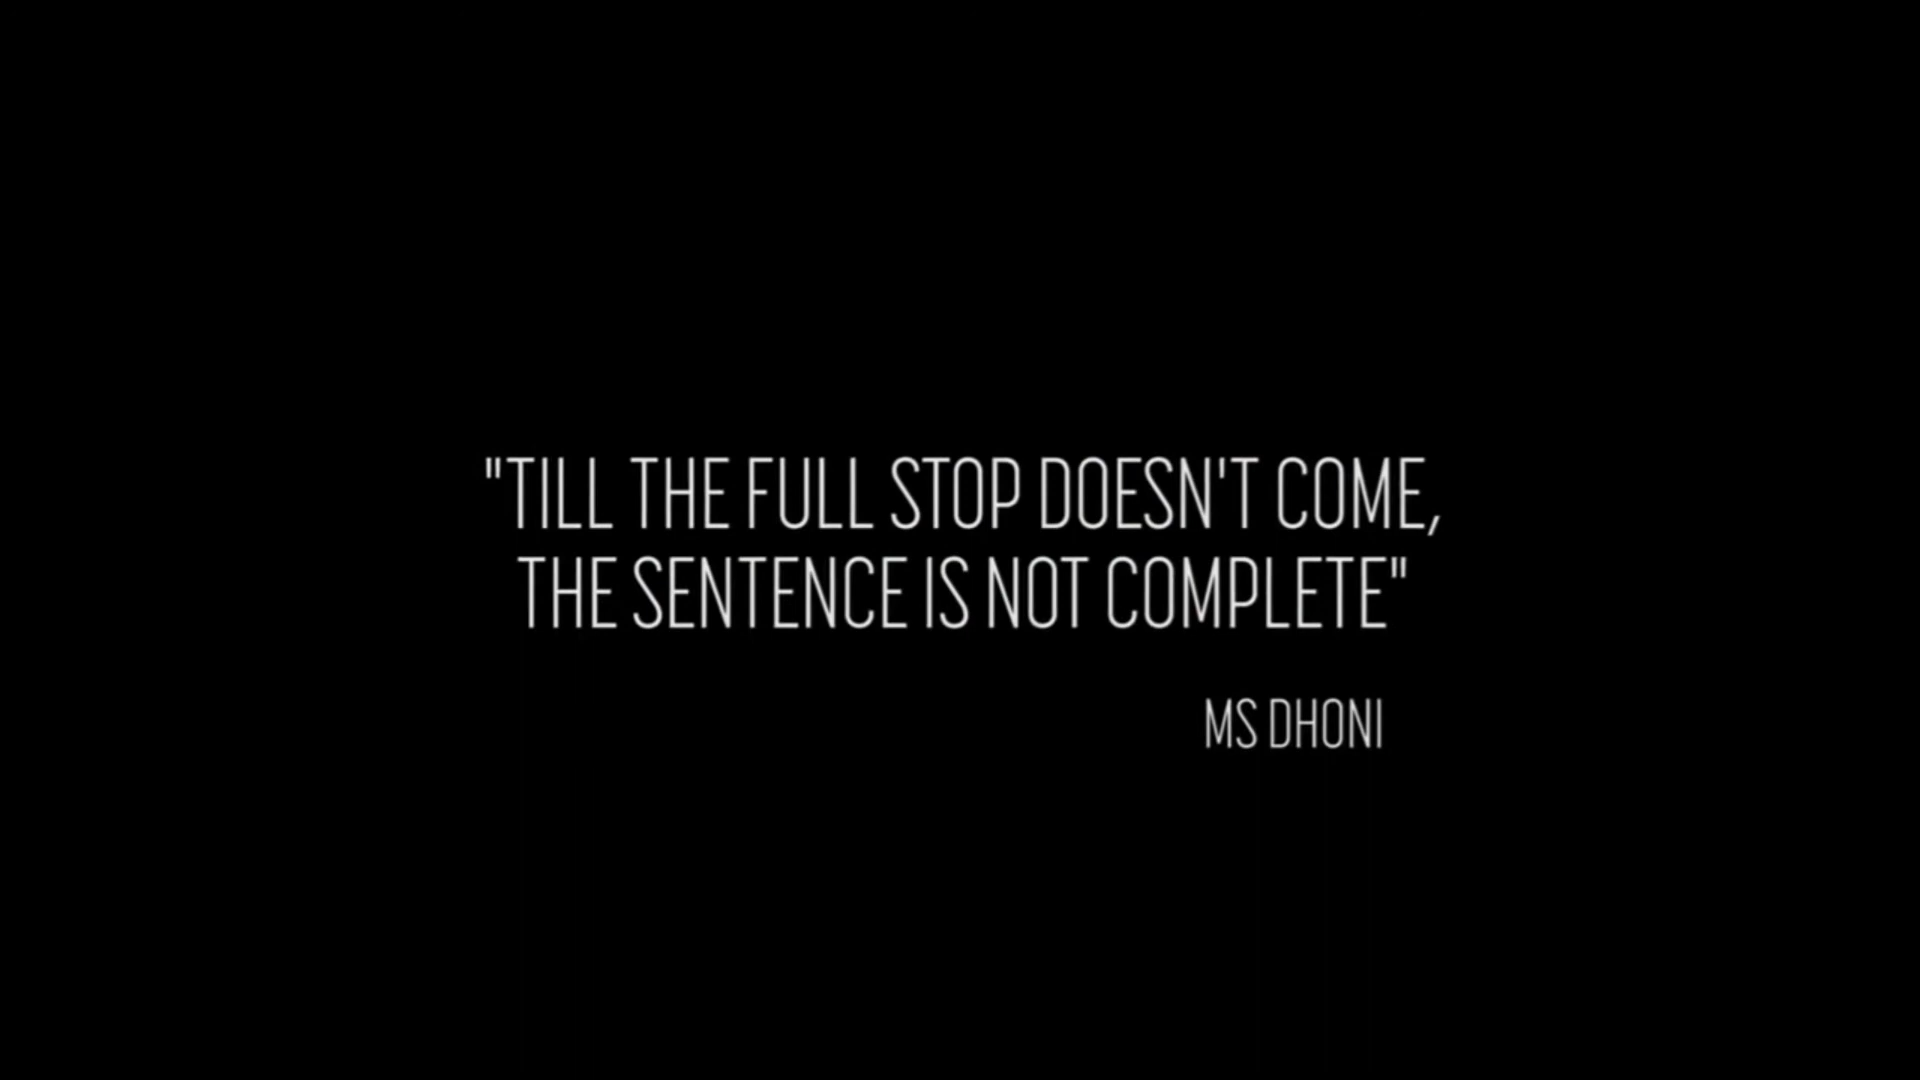 "TILL THE FULL STOP DOESN'T COME,
THE SENTENCE IS NOT COMPLETE"
MS DHONI